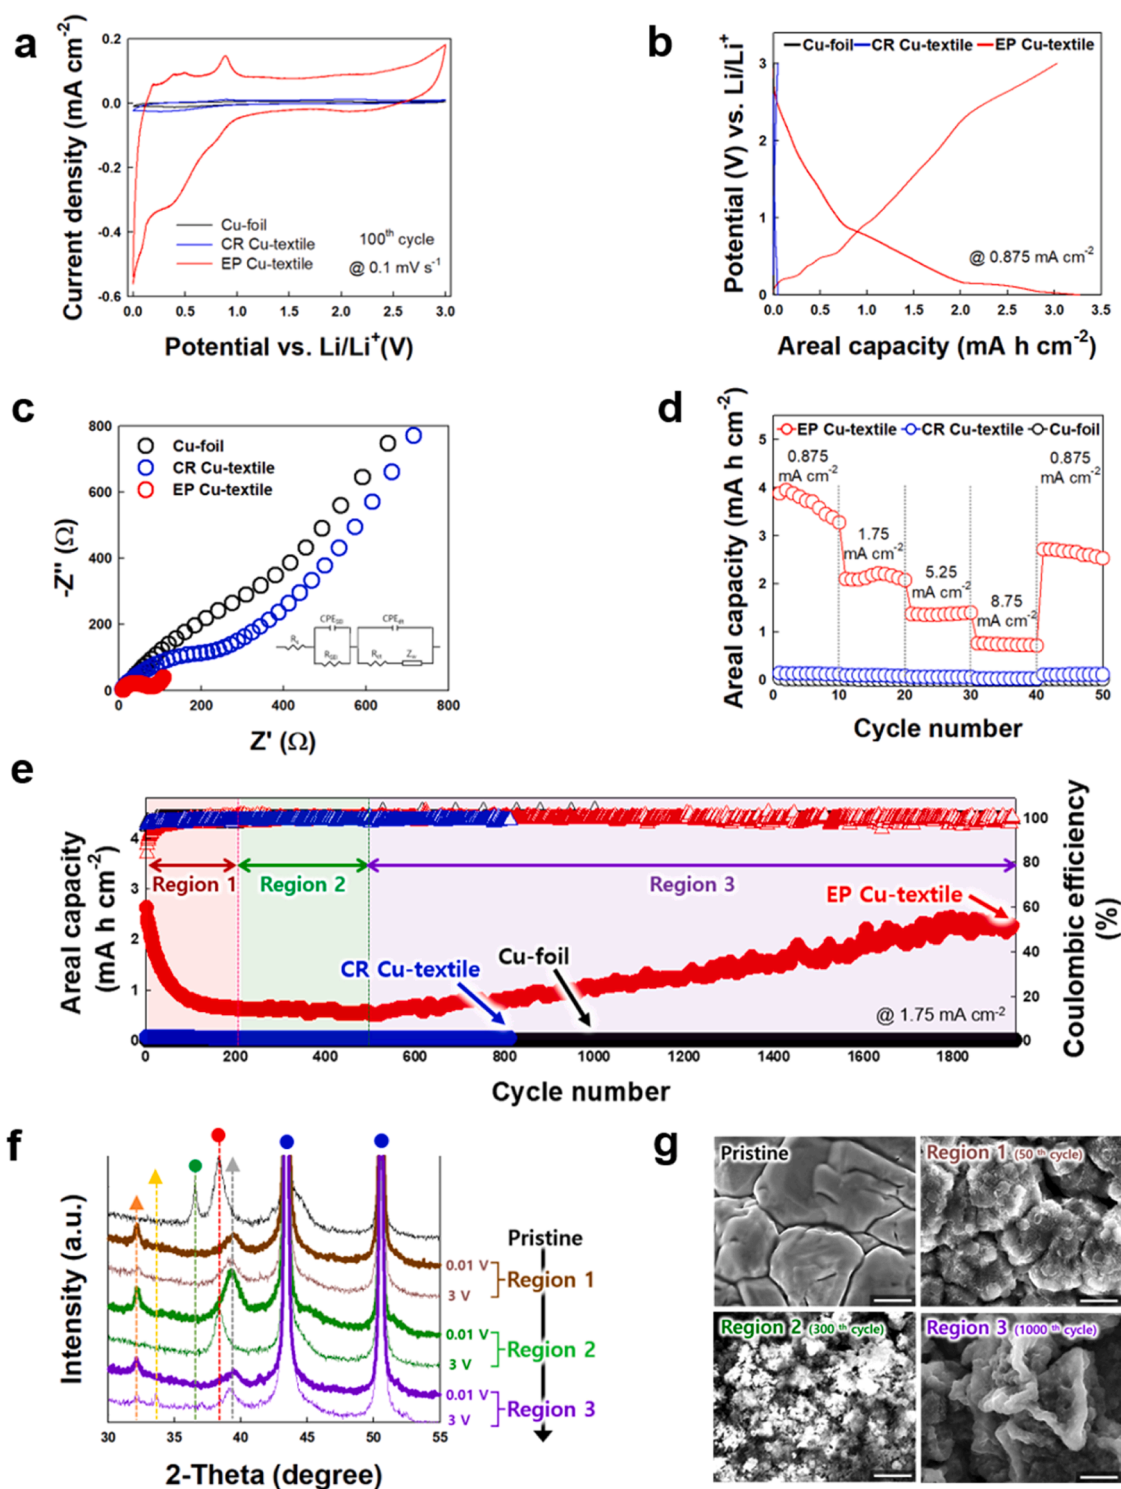 a
Current density (mA cm-2)
0.2
0.0
-0.2
-0.4
-0.6
Cu-foil
CR Cu-textile
EP Cu-textile
100th cycle
@ 0.1 mV s-1
0.0 0.5 1.0 1.5 2.0 2.5 3.0
Potential vs. Li/Li+(V)
b
Potential (V) vs. Li/Li+
Cu-foil CR Cu-textile EP Cu-textile
3
2
1
0
@ 0.875 mA cm-2
0.0 0.5 1.0 1.5 2.0 2.5 3.0 3.5
Areal capacity (mA h cm-2)
c
-Z'' (Ω)
800
600
400
200
0
Cu-foil
CR Cu-textile
EP Cu-textile
CPESEI
0 200 400 600 800
Z' (Ω)
d
Areal capacity (mA h cm-2)
EP Cu-textile CR Cu-textile Cu-foil
5
4
3
2
1
0
0.875
mA cm-2
1.75
mA cm-2
5.25
mA cm-2
8.75
mA cm-2
0.875
mA cm-2
0 10 20 30 40 50
Cycle number
e
Areal capacity
(mA h cm-2)
4
3
2
1
0
Region 1
Region 2
Region 3
EP Cu-textile
CR Cu-textile
Cu-foil
@ 1.75 mA cm-2
100
80
60
40
20
0
Coulombic efficiency
(%)
0 200 400 600 800 1000 1200 1400 1600 1800
Cycle number
f
Intensity (a.u.)
Pristine
0.01 V
3 V
Region 1
0.01 V
3 V
Region 2
0.01 V
3 V
Region 3
30 35 40 45 50 55
2-Theta (degree)
g
Pristine
Region 1 (50 th cycle)
Region 2 (300 th cycle)
Region 3 (1000 th cycle)